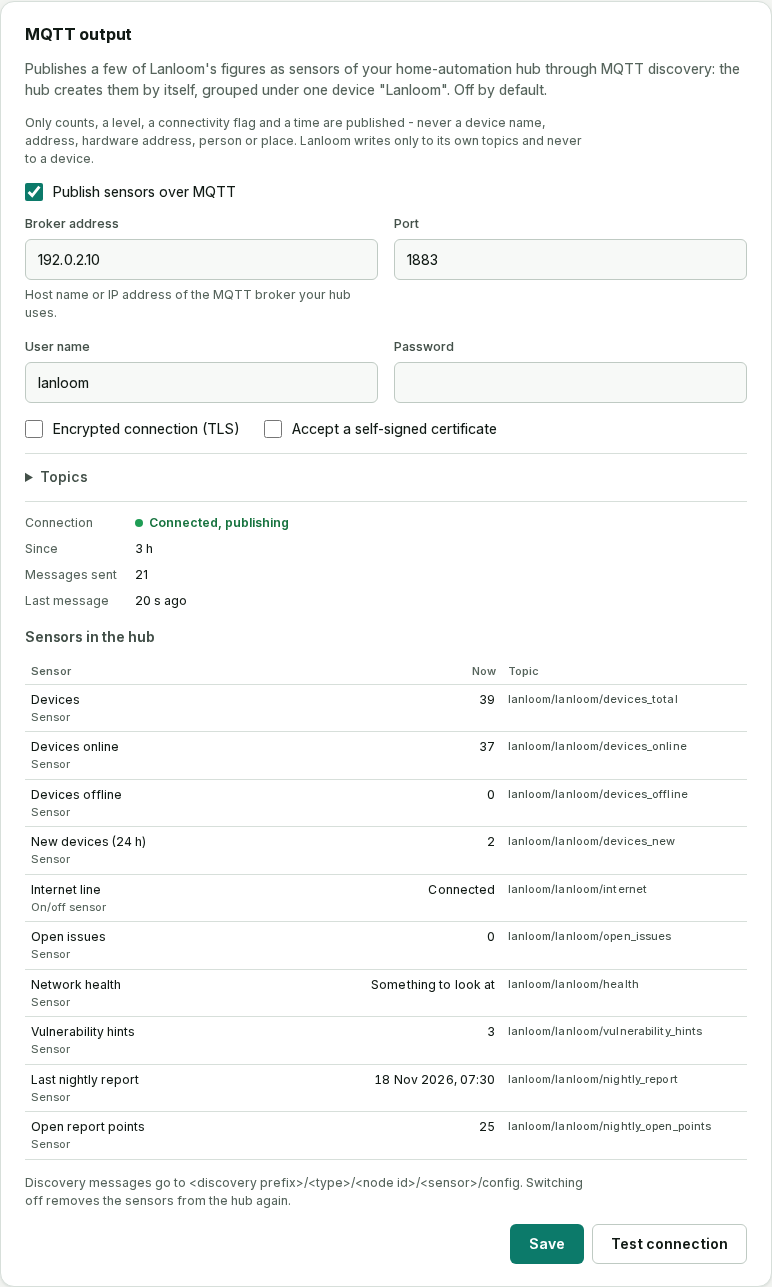 MQTT output
Publishes a few of Lanloom's figures as sensors of your home-automation hub through MQTT discovery: the
hub creates them by itself, grouped under one device "Lanloom". Off by default.
Only counts, a level, a connectivity flag and a time are published - never a device name,
address, hardware address, person or place. Lanloom writes only to its own topics and never
to a device.
Publish sensors over MQTT
Broker address Port
192.0.2.10 1883
Host name or IP address of the MQTT broker your hub
uses.
User name Password
lanloom
Encrypted connection (TLS) Accept a self-signed certificate
Topics
Connection Connected, publishing
Since 3 h
Messages sent 21
Last message 20 s ago
Sensors in the hub
Sensor Now Topic
Devices 39 lanloom/lanloom/devices_total
Sensor
Devices online 37 lanloom/lanloom/devices_online
Sensor
Devices offline 0 lanloom/lanloom/devices_offline
Sensor
New devices (24 h) 2 lanloom/lanloom/devices_new
Sensor
Internet line Connected lanloom/lanloom/internet
On/off sensor
Open issues 0 lanloom/lanloom/open_issues
Sensor
Network health Something to look at lanloom/lanloom/health
Sensor
Vulnerability hints 3 lanloom/lanloom/vulnerability_hints
Sensor
Last nightly report 18 Nov 2026, 07:30 lanloom/lanloom/nightly_report
Sensor
Open report points 25 lanloom/lanloom/nightly_open_points
Sensor
Discovery messages go to <discovery prefix>/<type>/<node id>/<sensor>/config. Switching
off removes the sensors from the hub again.
Save Test connection